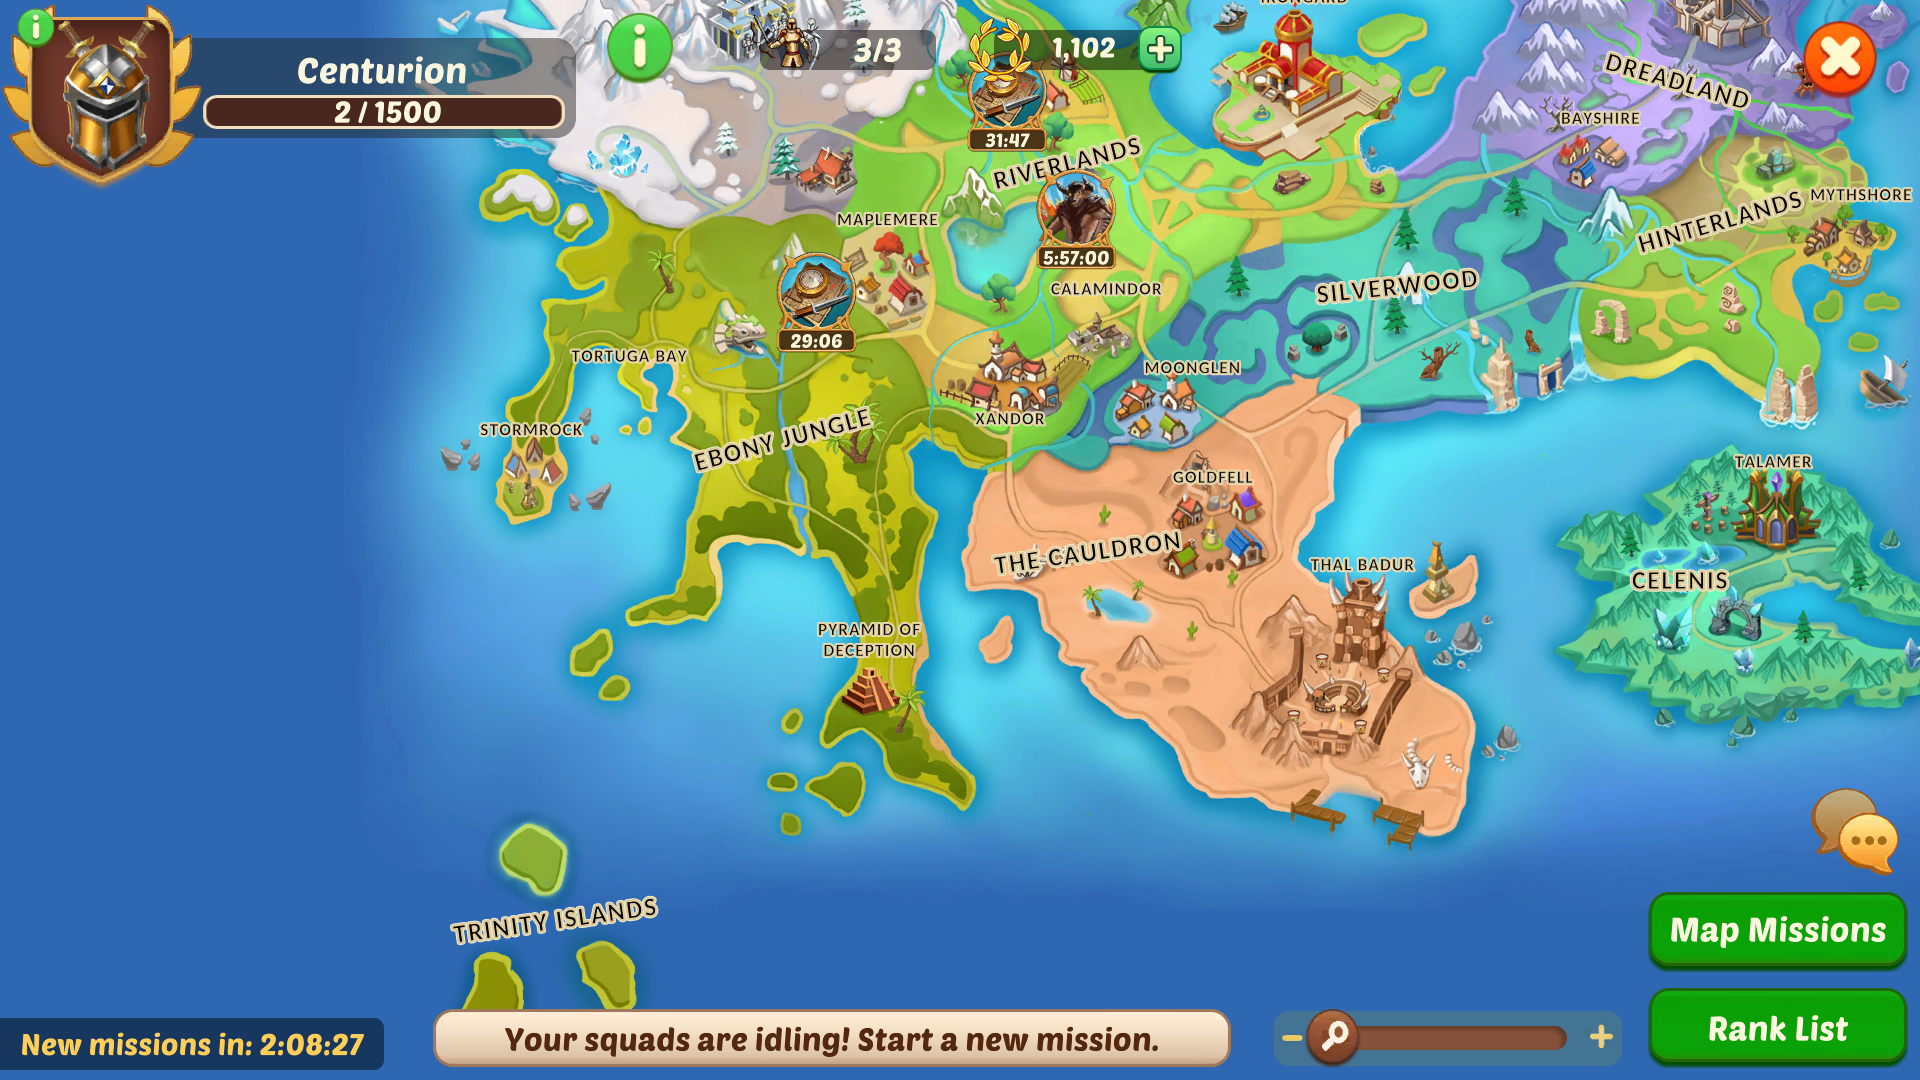 Centurion
2 / 1500
3/3
1,102
31:47
RIVERLANDS
DREADLAND
BAYSHIRE
MYTHSHORE
HINTERLANDS
MAPLEMERE
5:57:00
CALAMINDOR
SILVERWOOD
29:06
TORTUGA BAY
MOONGLEN
XANDOR
STORMROCK
EBONY JUNGLE
GOLDFELL
TALAMER
THE CAULDRON
THAL BADUR
CELENIS
PYRAMID OF
DECEPTION
TRINITY ISLANDS
Map Missions
Rank List
New missions in: 2:08:27
Your squads are idling! Start a new mission.